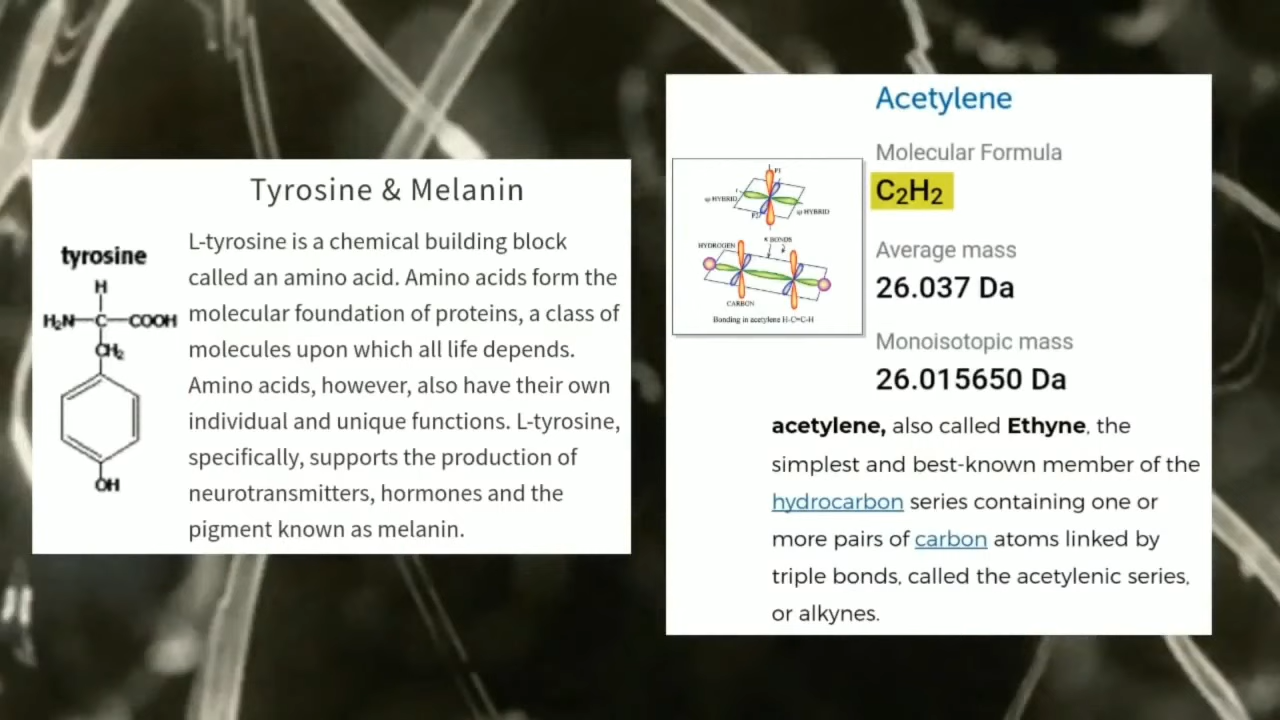 Tyrosine & Melanin
tyrosine
H
H₂N—C—COOH
CH₂
OH
L-tyrosine is a chemical building block
called an amino acid. Amino acids form the
molecular foundation of proteins, a class of
molecules upon which all life depends.
Amino acids, however, also have their own
individual and unique functions. L-tyrosine,
specifically, supports the production of
neurotransmitters, hormones and the
pigment known as melanin.
Acetylene
Molecular Formula
C₂H₂
Average mass
26.037 Da
Monoisotopic mass
26.015650 Da
sp HYBRID
sp HYBRID
HYDROGEN
π BONDS
CARBON
Bonding in acetylene H-C≡C-H
acetylene, also called Ethyne, the
simplest and best-known member of the
hydrocarbon series containing one or
more pairs of carbon atoms linked by
triple bonds, called the acetylenic series,
or alkynes.